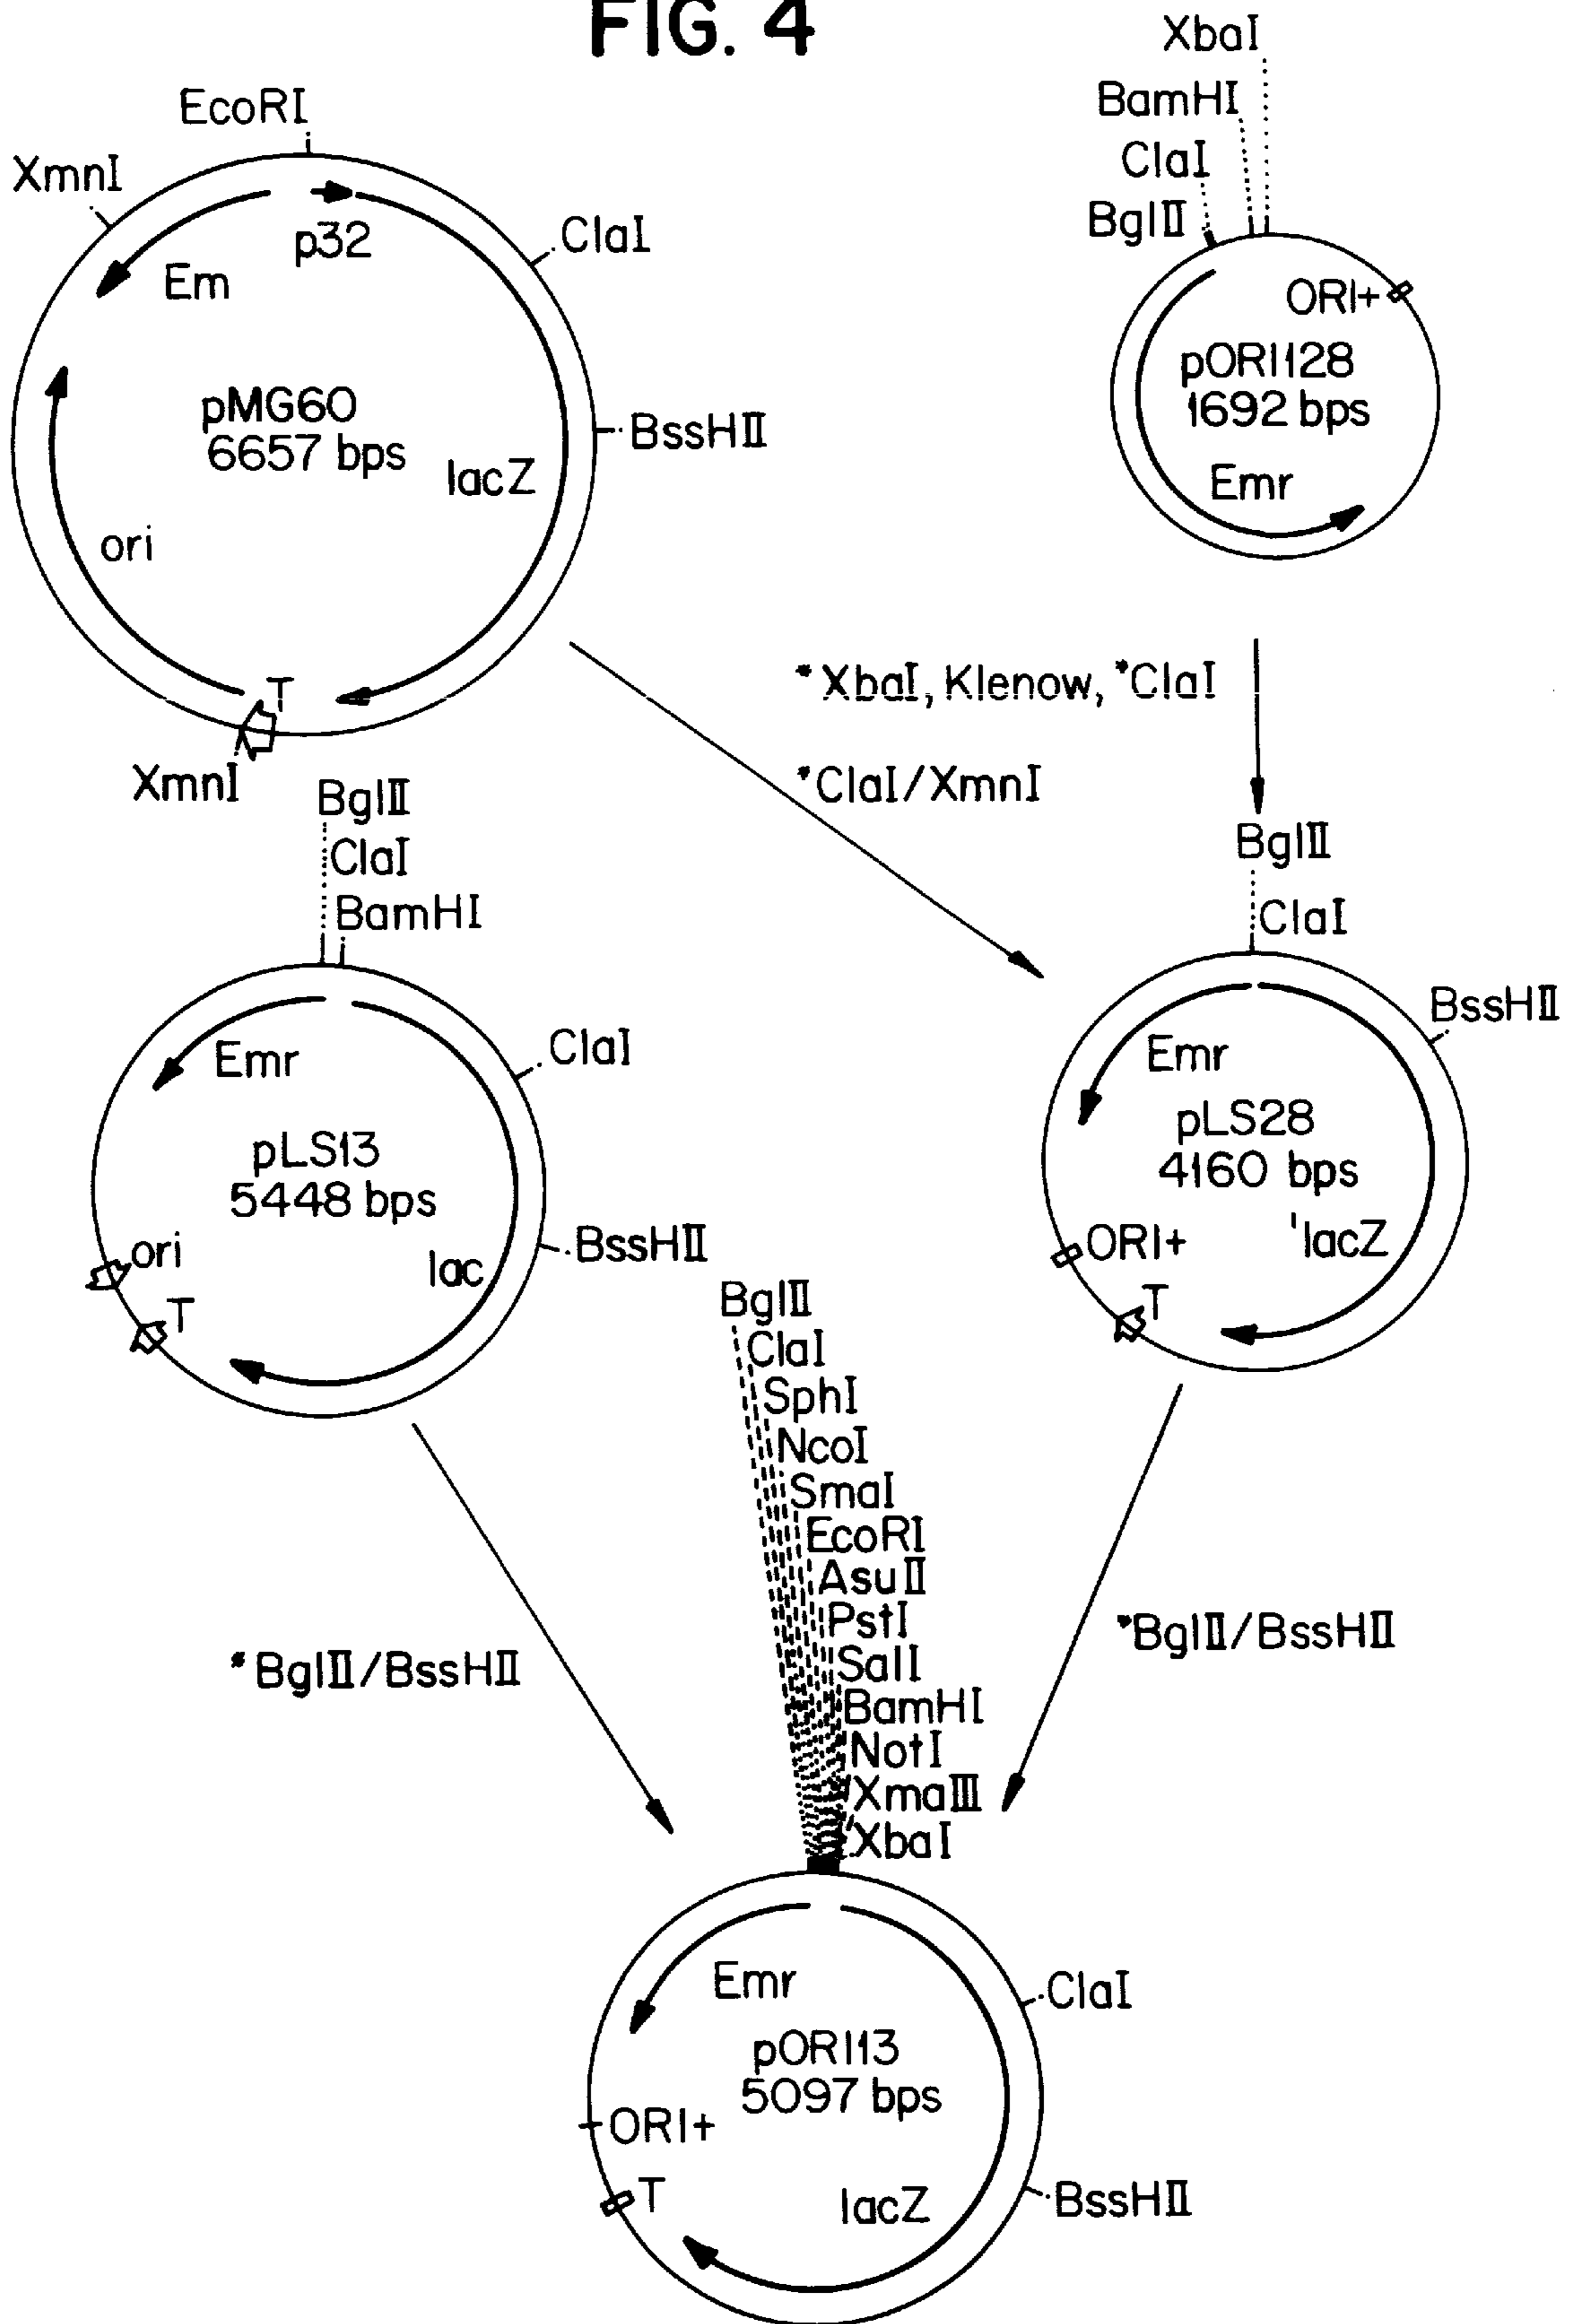 FIG. 4
EcoRI
XmnI
ClaI
p32
Em
pMG60
6657 bps
BssHII
lacZ
ori
T
XmnI
XbaI
BamHI
ClaI
BglII
ORI+
pORI128
1692 bps
Emr
*XbaI, Klenow, *ClaI
*ClaI/XmnI
BglII
ClaI
BamHI
ClaI
Emr
pLS13
5448 bps
BssHII
ori
lac
T
BglII
ClaI
BssHII
Emr
pLS28
4160 bps
'lacZ
ORI+
T
*BglII/BssHII
*BglII/BssHII
BglII
ClaI
SphI
NcoI
SmaI
EcoRI
AsuII
PstI
SalI
BamHI
NotI
XmaIII
XbaI
ClaI
Emr
pORI13
5097 bps
ORI+
T
lacZ
BssHII